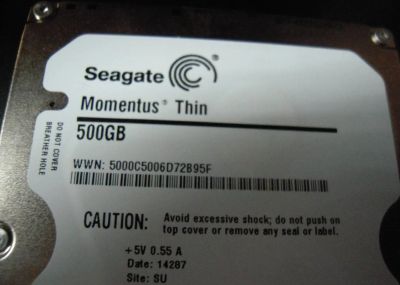 Seagate
Momentus® Thin
DO NOT COVER
BREATHER HOLE
500GB
WWN: 5000C5006D72B95F
CAUTION: Avoid excessive shock; do not push on
top cover or remove any seal or label.
+5V 0.55 A
Date: 14287
Site: SU